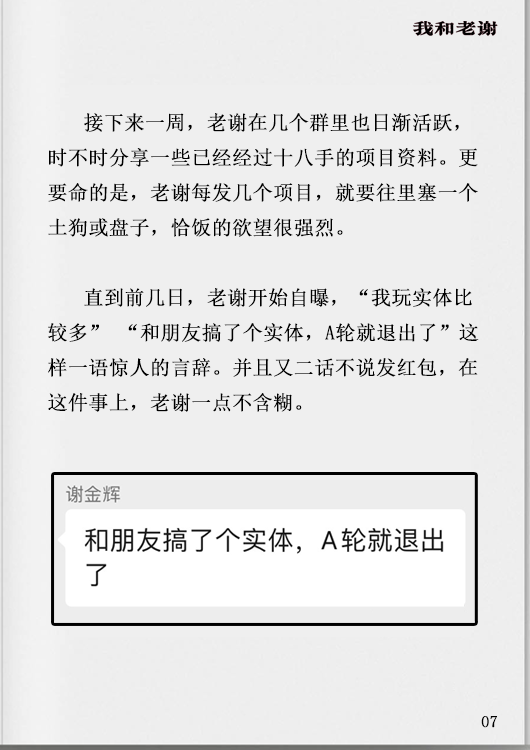 我和老谢
接下来一周，老谢在几个群里也日渐活跃，
时不时分享一些已经经过十八手的项目资料。更
要命的是，老谢每发几个项目，就要往里塞一个
土狗或盘子，恰饭的欲望很强烈。
直到前几日，老谢开始自曝，“我玩实体比
较多” “和朋友搞了个实体，A轮就退出了”这
样一语惊人的言辞。并且又二话不说发红包，在
这件事上，老谢一点不含糊。
谢金辉
和朋友搞了个实体，A轮就退出
了
07